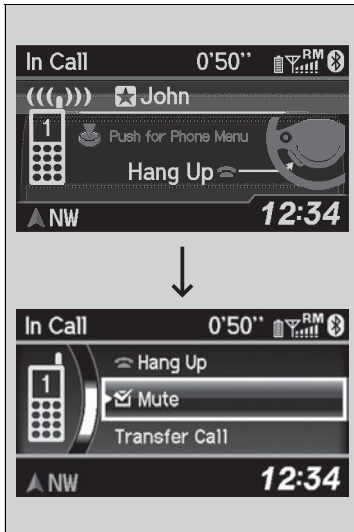 In Call 0'50'' RM
John
1
Push for Phone Menu
Hang Up
NW 12:34
In Call 0'50'' RM
1
Hang Up
Mute
Transfer Call
NW 12:34